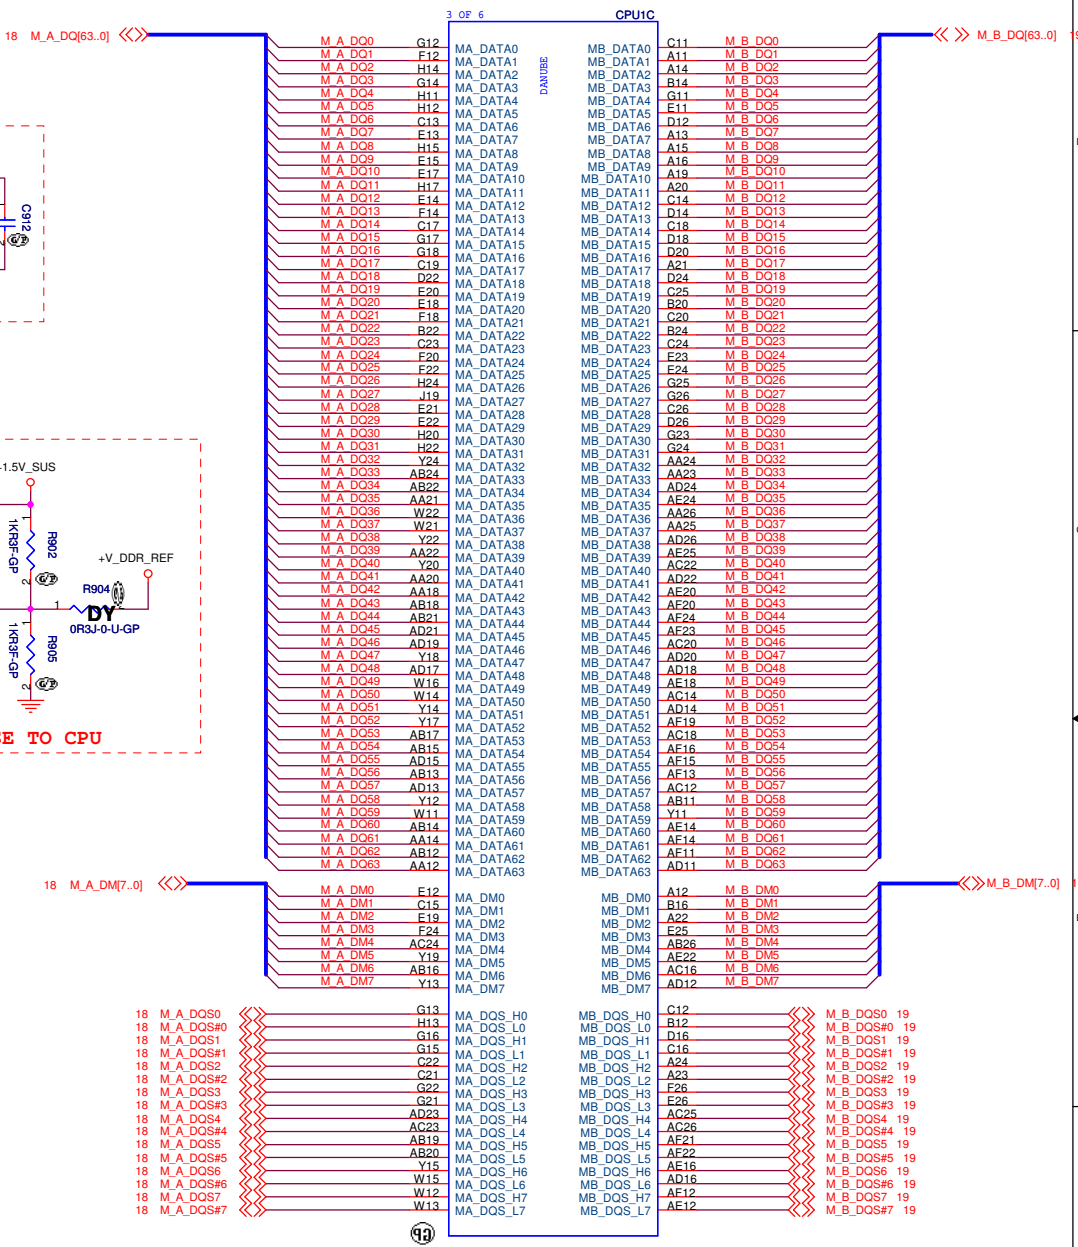 3 OF 6 CPU1C
18 M_A_DQ[63..0]
M_B_DQ[63..0]
DANUBE
M_A_DQ0 G12 MA_DATA0 MB_DATA0 C11 M_B_DQ0
M_A_DQ1 F12 MA_DATA1 MB_DATA1 A11 M_B_DQ1
M_A_DQ2 H14 MA_DATA2 MB_DATA2 A14 M_B_DQ2
M_A_DQ3 G14 MA_DATA3 MB_DATA3 B14 M_B_DQ3
M_A_DQ4 H11 MA_DATA4 MB_DATA4 G11 M_B_DQ4
M_A_DQ5 H12 MA_DATA5 MB_DATA5 E11 M_B_DQ5
M_A_DQ6 C13 MA_DATA6 MB_DATA6 D12 M_B_DQ6
M_A_DQ7 E13 MA_DATA7 MB_DATA7 A13 M_B_DQ7
M_A_DQ8 H15 MA_DATA8 MB_DATA8 A15 M_B_DQ8
M_A_DQ9 E15 MA_DATA9 MB_DATA9 A16 M_B_DQ9
M_A_DQ10 E17 MA_DATA10 MB_DATA10 A19 M_B_DQ10
M_A_DQ11 H17 MA_DATA11 MB_DATA11 A20 M_B_DQ11
M_A_DQ12 E14 MA_DATA12 MB_DATA12 C14 M_B_DQ12
M_A_DQ13 F14 MA_DATA13 MB_DATA13 D14 M_B_DQ13
M_A_DQ14 C17 MA_DATA14 MB_DATA14 C18 M_B_DQ14
M_A_DQ15 G17 MA_DATA15 MB_DATA15 D18 M_B_DQ15
M_A_DQ16 G18 MA_DATA16 MB_DATA16 D20 M_B_DQ16
M_A_DQ17 C19 MA_DATA17 MB_DATA17 A21 M_B_DQ17
M_A_DQ18 D22 MA_DATA18 MB_DATA18 D24 M_B_DQ18
M_A_DQ19 E20 MA_DATA19 MB_DATA19 C25 M_B_DQ19
M_A_DQ20 E18 MA_DATA20 MB_DATA20 B20 M_B_DQ20
M_A_DQ21 F18 MA_DATA21 MB_DATA21 C20 M_B_DQ21
M_A_DQ22 B22 MA_DATA22 MB_DATA22 B24 M_B_DQ22
M_A_DQ23 C23 MA_DATA23 MB_DATA23 C24 M_B_DQ23
M_A_DQ24 F20 MA_DATA24 MB_DATA24 E23 M_B_DQ24
M_A_DQ25 F22 MA_DATA25 MB_DATA25 E24 M_B_DQ25
M_A_DQ26 H24 MA_DATA26 MB_DATA26 G25 M_B_DQ26
M_A_DQ27 J19 MA_DATA27 MB_DATA27 G26 M_B_DQ27
M_A_DQ28 E21 MA_DATA28 MB_DATA28 C26 M_B_DQ28
M_A_DQ29 E22 MA_DATA29 MB_DATA29 D26 M_B_DQ29
M_A_DQ30 H20 MA_DATA30 MB_DATA30 G23 M_B_DQ30
M_A_DQ31 H22 MA_DATA31 MB_DATA31 G24 M_B_DQ31
M_A_DQ32 Y24 MA_DATA32 MB_DATA32 AA24 M_B_DQ32
M_A_DQ33 AB24 MA_DATA33 MB_DATA33 AA23 M_B_DQ33
M_A_DQ34 AB22 MA_DATA34 MB_DATA34 AD24 M_B_DQ34
M_A_DQ35 AA21 MA_DATA35 MB_DATA35 AE24 M_B_DQ35
M_A_DQ36 W22 MA_DATA36 MB_DATA36 AA26 M_B_DQ36
M_A_DQ37 W21 MA_DATA37 MB_DATA37 AA25 M_B_DQ37
M_A_DQ38 Y22 MA_DATA38 MB_DATA38 AD26 M_B_DQ38
M_A_DQ39 AA22 MA_DATA39 MB_DATA39 AE25 M_B_DQ39
M_A_DQ40 Y20 MA_DATA40 MB_DATA40 AC22 M_B_DQ40
M_A_DQ41 AA20 MA_DATA41 MB_DATA41 AD22 M_B_DQ41
M_A_DQ42 AA18 MA_DATA42 MB_DATA42 AE20 M_B_DQ42
M_A_DQ43 AB18 MA_DATA43 MB_DATA43 AF20 M_B_DQ43
M_A_DQ44 AB21 MA_DATA44 MB_DATA44 AF24 M_B_DQ44
M_A_DQ45 AD21 MA_DATA45 MB_DATA45 AF23 M_B_DQ45
M_A_DQ46 AD19 MA_DATA46 MB_DATA46 AC20 M_B_DQ46
M_A_DQ47 Y18 MA_DATA47 MB_DATA47 AD20 M_B_DQ47
M_A_DQ48 AD17 MA_DATA48 MB_DATA48 AD18 M_B_DQ48
M_A_DQ49 W16 MA_DATA49 MB_DATA49 AE18 M_B_DQ49
M_A_DQ50 W14 MA_DATA50 MB_DATA50 AC14 M_B_DQ50
M_A_DQ51 Y14 MA_DATA51 MB_DATA51 AD14 M_B_DQ51
M_A_DQ52 Y17 MA_DATA52 MB_DATA52 AF19 M_B_DQ52
M_A_DQ53 AB17 MA_DATA53 MB_DATA53 AC18 M_B_DQ53
M_A_DQ54 AB15 MA_DATA54 MB_DATA54 AF16 M_B_DQ54
M_A_DQ55 AD15 MA_DATA55 MB_DATA55 AF15 M_B_DQ55
M_A_DQ56 AB13 MA_DATA56 MB_DATA56 AF13 M_B_DQ56
M_A_DQ57 AD13 MA_DATA57 MB_DATA57 AC12 M_B_DQ57
M_A_DQ58 Y12 MA_DATA58 MB_DATA58 AB11 M_B_DQ58
M_A_DQ59 W11 MA_DATA59 MB_DATA59 Y11 M_B_DQ59
M_A_DQ60 AB14 MA_DATA60 MB_DATA60 AE14 M_B_DQ60
M_A_DQ61 AA14 MA_DATA61 MB_DATA61 AF14 M_B_DQ61
M_A_DQ62 AB12 MA_DATA62 MB_DATA62 AF11 M_B_DQ62
M_A_DQ63 AA12 MA_DATA63 MB_DATA63 AD11 M_B_DQ63
18 M_A_DM[7..0]
M_B_DM[7..0]
M_A_DM0 E12 MA_DM0 MB_DM0 A12 M_B_DM0
M_A_DM1 C15 MA_DM1 MB_DM1 B16 M_B_DM1
M_A_DM2 E19 MA_DM2 MB_DM2 A22 M_B_DM2
M_A_DM3 F24 MA_DM3 MB_DM3 E25 M_B_DM3
M_A_DM4 AC24 MA_DM4 MB_DM4 AB26 M_B_DM4
M_A_DM5 Y19 MA_DM5 MB_DM5 AE22 M_B_DM5
M_A_DM6 AB16 MA_DM6 MB_DM6 AC16 M_B_DM6
M_A_DM7 Y13 MA_DM7 MB_DM7 AD12 M_B_DM7
18 M_A_DQS0 G13 MA_DQS_H0 MB_DQS_H0 C12 M_B_DQS0 19
18 M_A_DQS#0 H13 MA_DQS_L0 MB_DQS_L0 B12 M_B_DQS#0 19
18 M_A_DQS1 G16 MA_DQS_H1 MB_DQS_H1 D16 M_B_DQS1 19
18 M_A_DQS#1 G15 MA_DQS_L1 MB_DQS_L1 C16 M_B_DQS#1 19
18 M_A_DQS2 C22 MA_DQS_H2 MB_DQS_H2 A24 M_B_DQS2 19
18 M_A_DQS#2 C21 MA_DQS_L2 MB_DQS_L2 A23 M_B_DQS#2 19
18 M_A_DQS3 G22 MA_DQS_H3 MB_DQS_H3 F26 M_B_DQS3 19
18 M_A_DQS#3 G21 MA_DQS_L3 MB_DQS_L3 E26 M_B_DQS#3 19
18 M_A_DQS4 AD23 MA_DQS_H4 MB_DQS_H4 AC25 M_B_DQS4 19
18 M_A_DQS#4 AC23 MA_DQS_L4 MB_DQS_L4 AC26 M_B_DQS#4 19
18 M_A_DQS5 AB19 MA_DQS_H5 MB_DQS_H5 AF21 M_B_DQS5 19
18 M_A_DQS#5 AB20 MA_DQS_L5 MB_DQS_L5 AF22 M_B_DQS#5 19
18 M_A_DQS6 Y15 MA_DQS_H6 MB_DQS_H6 AE16 M_B_DQS6 19
18 M_A_DQS#6 W15 MA_DQS_L6 MB_DQS_L6 AD16 M_B_DQS#6 19
18 M_A_DQS7 W12 MA_DQS_H7 MB_DQS_H7 AF12 M_B_DQS7 19
18 M_A_DQS#7 W13 MA_DQS_L7 MB_DQS_L7 AE12 M_B_DQS#7 19
C912
2
1.5V_SUS
1
R902
1KR3F-GP
2
+V_DDR_REF
R904
1
DY
0R3J-0-U-GP
1
R905
1KR3F-GP
2
SE TO CPU